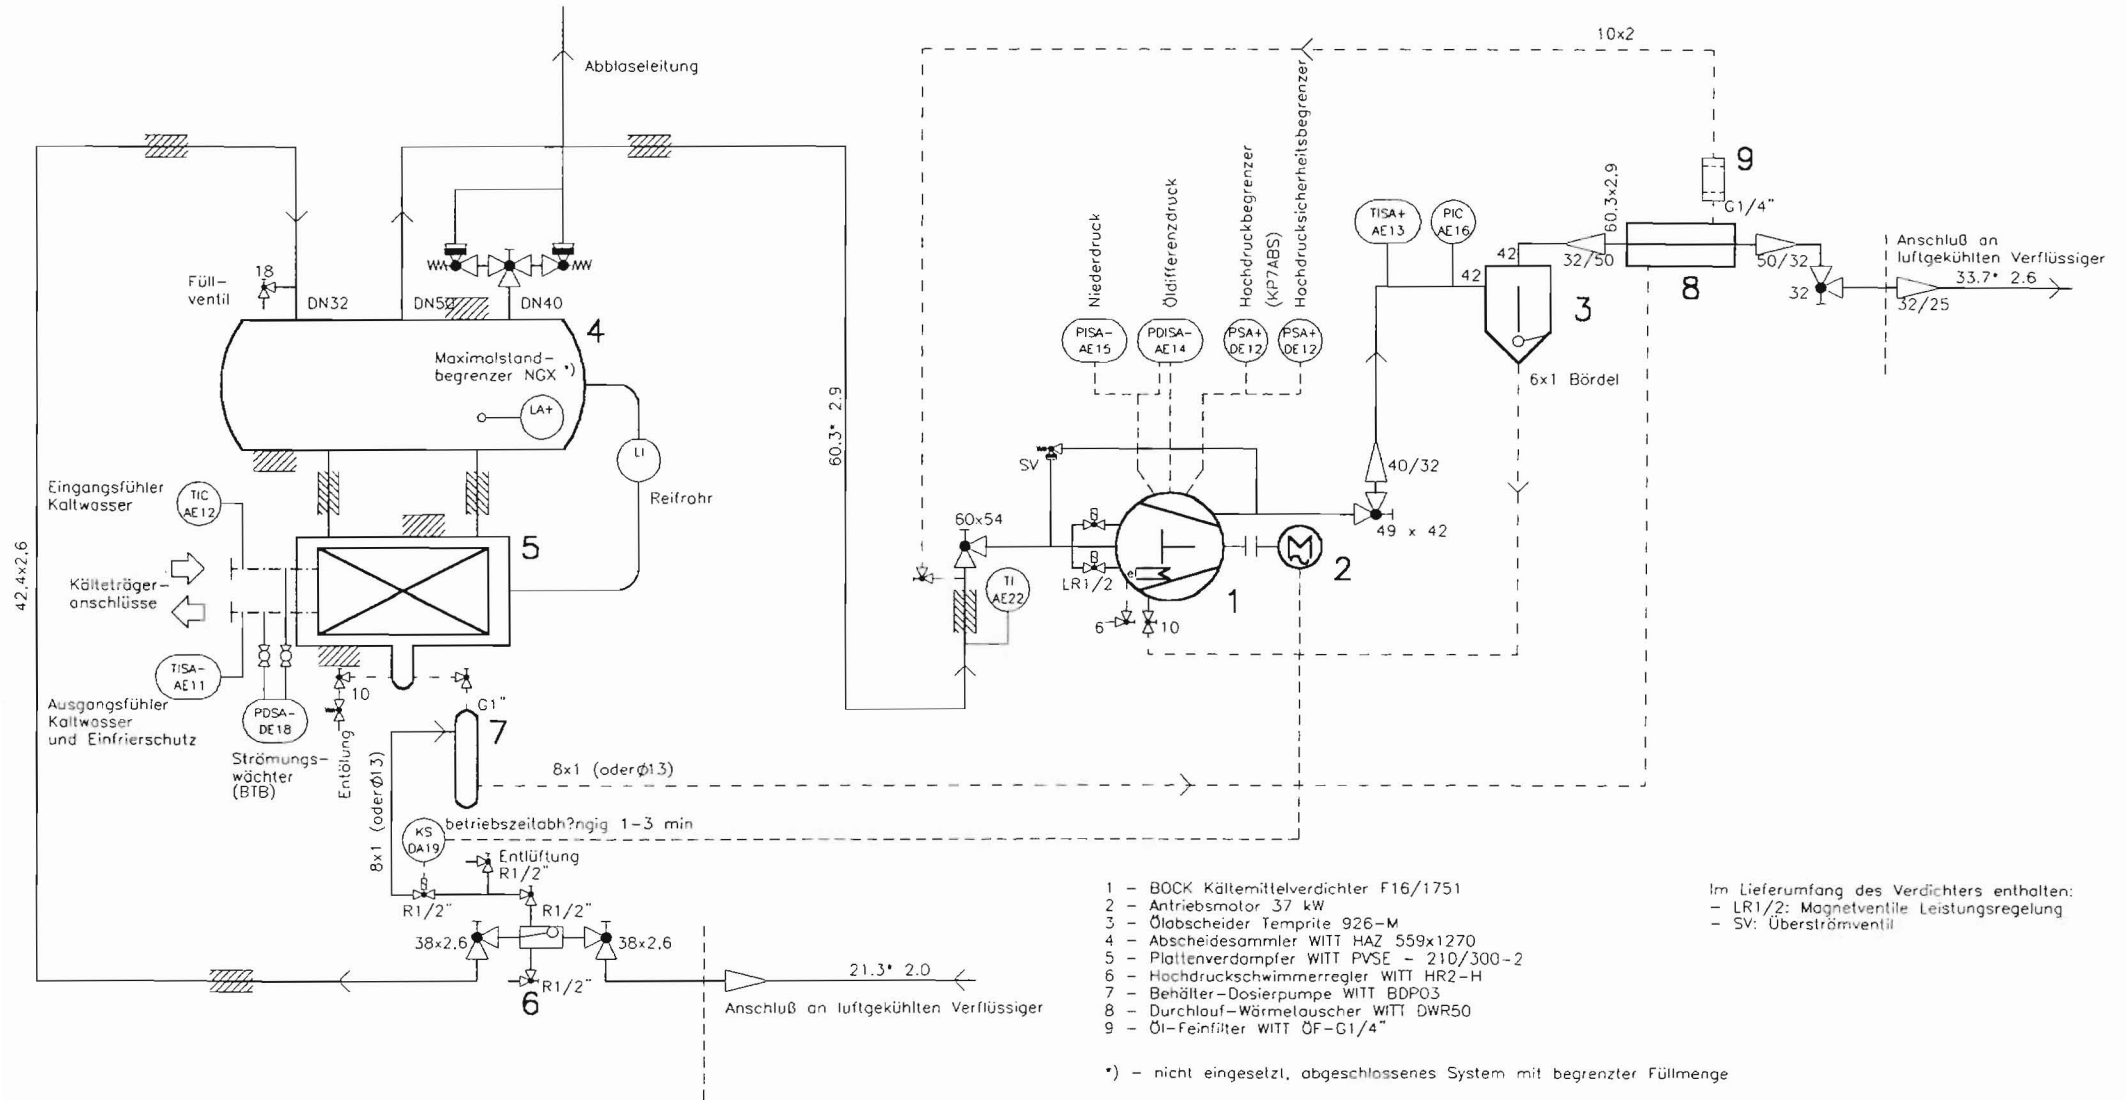 10x2
Abblaseleitung
Füll-
ventil
18
DN32
DN50
DN40
4
Maximalstand-
begrenzer NGX *)
LA+
LI
Reifrohr
Eingangsfühler
Kaltwasser
TIC
AE12
Kälteträger-
anschlüsse
5
TISA-
AE11
Ausgangsfühler
Kaltwasser
und Einfrierschutz
PDSA-
DE18
Strömungs-
wächter
(BTB)
10
Entölung
G1"
7
42,4x2,6
8x1 (oderϕ13)
8x1 (oderϕ13)
KS
DA19
betriebszeitabh?ngig 1-3 min
Entlüftung
R1/2"
R1/2"
R1/2"
38x2,6
38x2,6
R1/2"
6
21.3* 2.0
Anschluß an luftgekühlten Verflüssiger
60.3* 2.9
Niederdruck
Öldifferenzdruck
Hochdruckbegrenzer
(KP7ABS)
Hochdrucksicherheitsbegrenzer
PISA-
AE15
PDISA-
AE14
PSA+
DE12
PSA+
DE12
SV
60x54
TI
AE22
LR1/2
e
6
10
1
M
2
49 x 42
40/32
TISA+
AE13
PIC
AE16
42
42
3
6x1 Bördel
32/50
60.3x2,9
9
G1/4"
8
50/32
32
Anschluß an
luftgekühlten Verflüssiger
33.7* 2.6
32/25
1 - BOCK Kältemittelverdichter F16/1751
2 - Antriebsmotor 37 kW
3 - Ölabscheider Temprite 926-M
4 - Abscheidesammler WITT HAZ 559x1270
5 - Plattenverdampfer WITT PVSE - 210/300-2
6 - Hochdruckschwimmerregler WITT HR2-H
7 - Behälter-Dosierpumpe WITT BDP03
8 - Durchlauf-Wärmetauscher WITT DWR50
9 - Öl-Feinfilter WITT ÖF-G1/4"
*) - nicht eingesetzt, abgeschlossenes System mit begrenzter Füllmenge
Im Lieferumfang des Verdichters enthalten:
- LR1/2: Magnetventile Leistungsregelung
- SV: Überströmventil